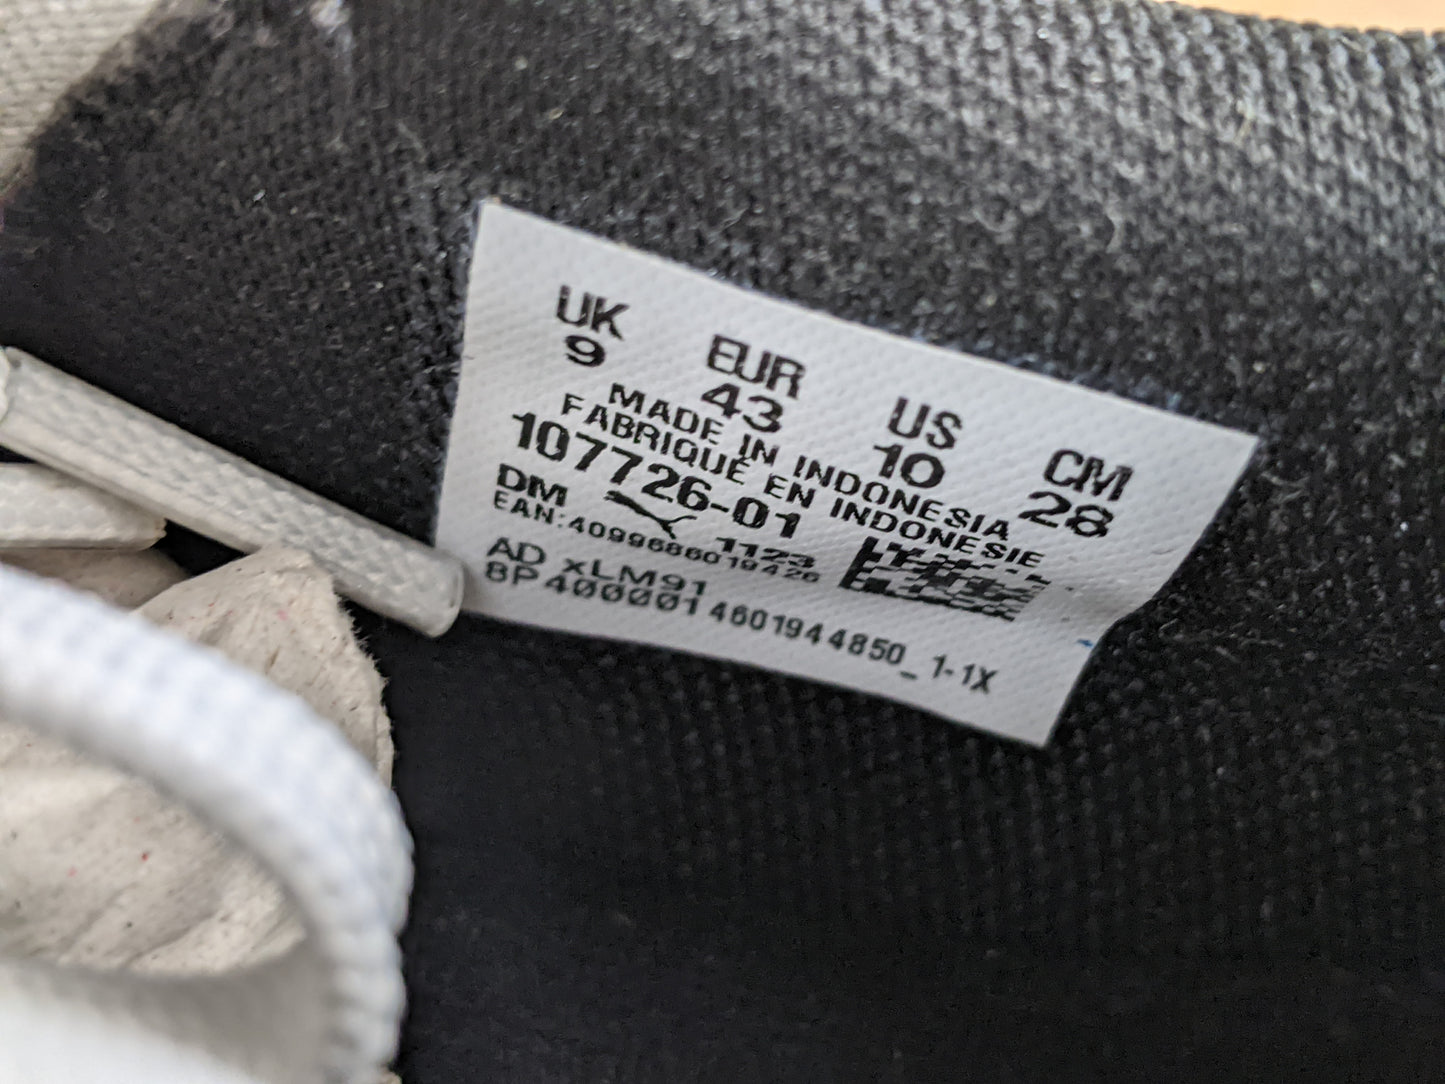 UK EUR US CM
9 43 10 28
MADE IN INDONESIA
FABRIQUÉ EN INDONESIE
107726-01
DM 1123
EAN:4099686019426
AD xLM91
8P4000014601944850_1-1X